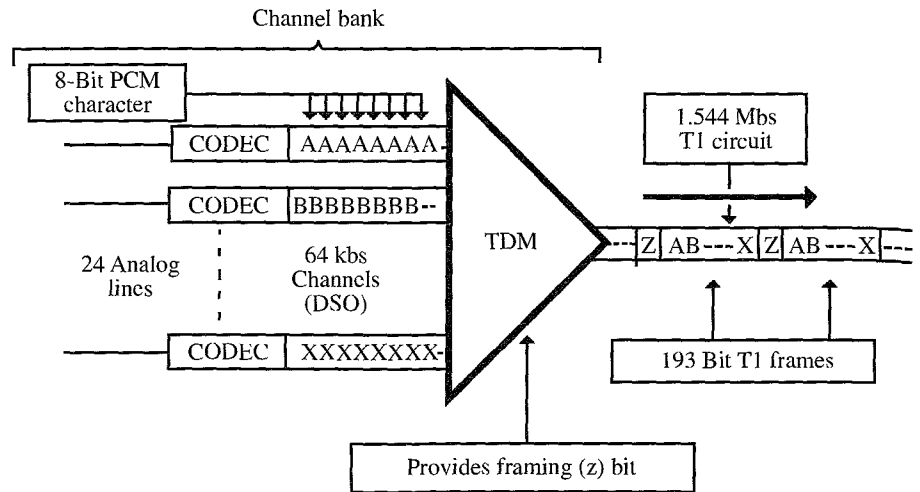 Channel bank
8-Bit PCM
character
CODEC AAAAAAAA
CODEC BBBBBBBB
24 Analog
lines
64 kbs
Channels
(DSO)
CODEC XXXXXXXX
TDM
1.544 Mbs
T1 circuit
Z AB X Z AB X
193 Bit T1 frames
Provides framing (z) bit